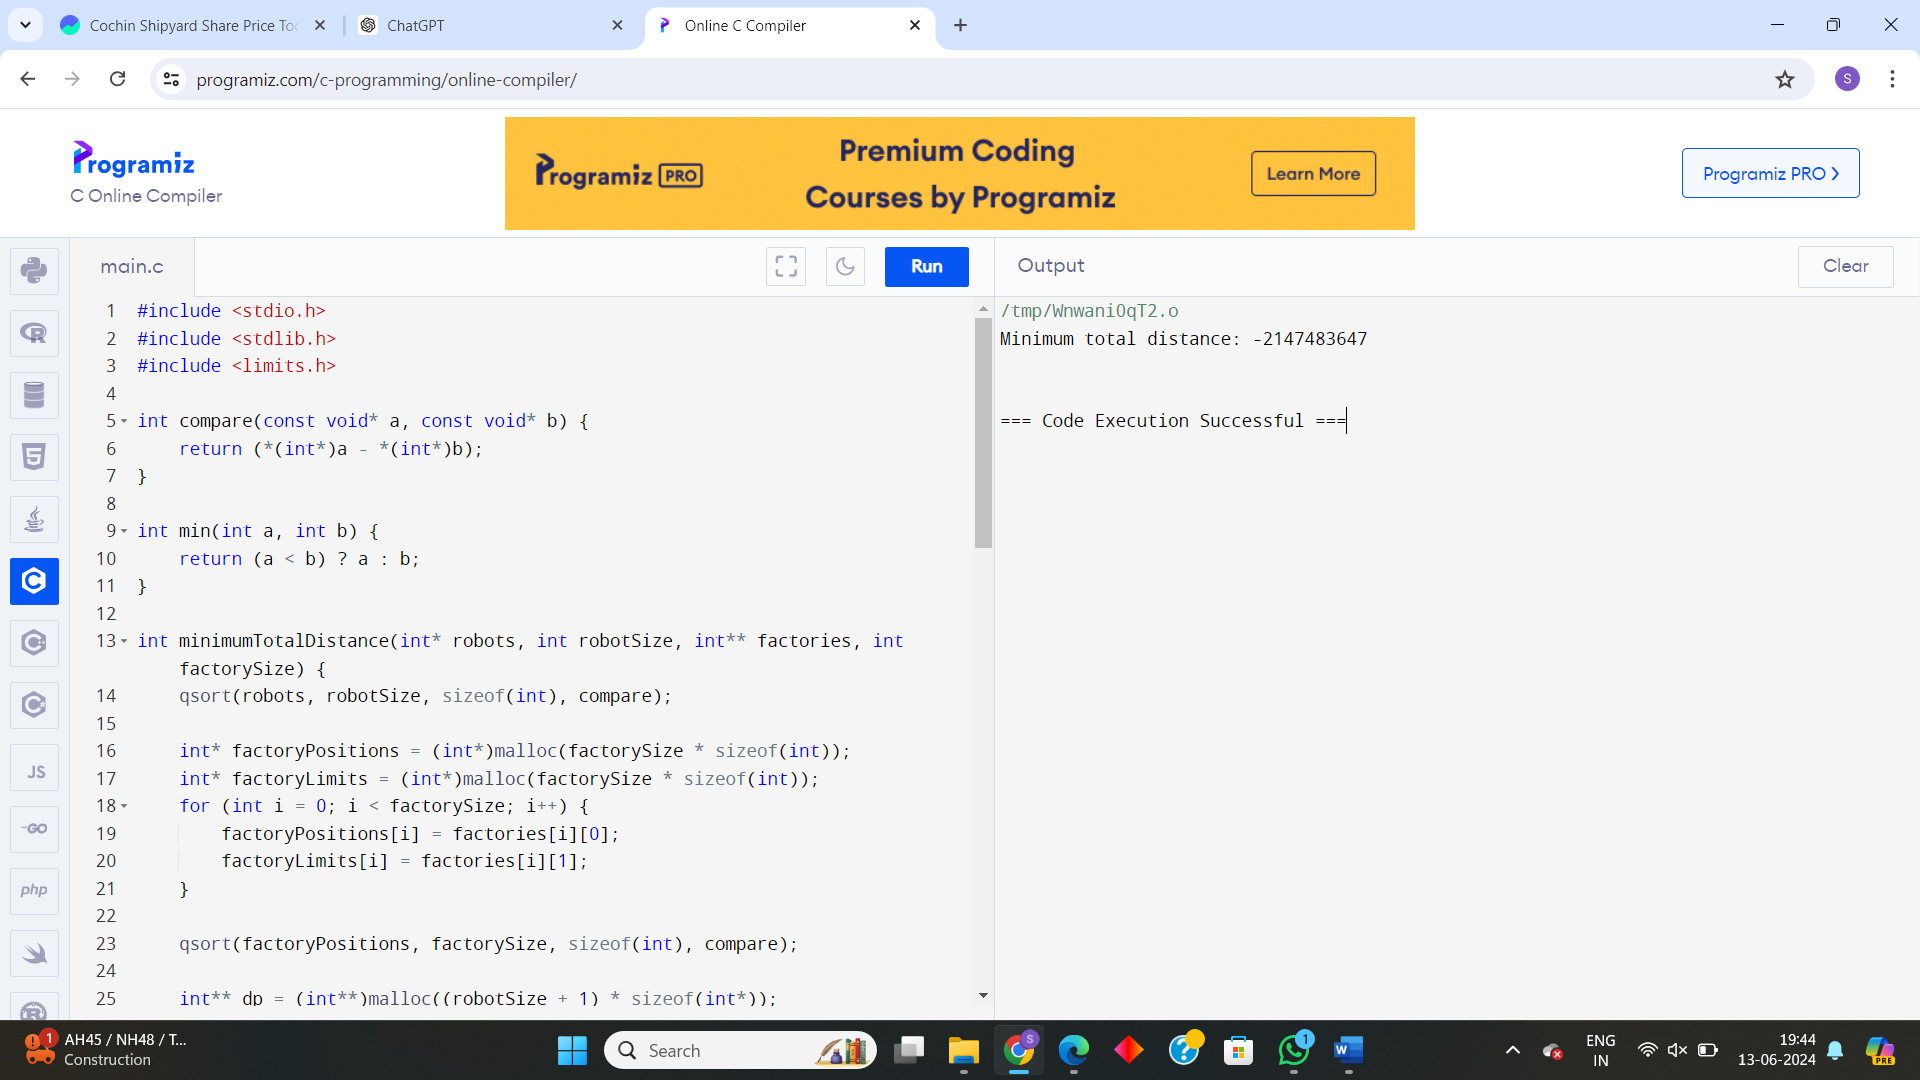 Cochin Shipyard Share Price Too
ChatGPT
Online C Compiler
programiz.com/c-programming/online-compiler/
S
Programiz
C Online Compiler
Programiz PRO
Premium Coding
Courses by Programiz
Learn More
Programiz PRO
main.c
Run
Output
Clear
1 #include <stdio.h>
2 #include <stdlib.h>
3 #include <limits.h>
4
5 int compare(const void* a, const void* b) {
6 return (*(int*)a - *(int*)b);
7 }
8
9 int min(int a, int b) {
10 return (a < b) ? a : b;
11 }
12
13 int minimumTotalDistance(int* robots, int robotSize, int** factories, int
factorySize) {
14 qsort(robots, robotSize, sizeof(int), compare);
15
16 int* factoryPositions = (int*)malloc(factorySize * sizeof(int));
17 int* factoryLimits = (int*)malloc(factorySize * sizeof(int));
18 for (int i = 0; i < factorySize; i++) {
19 factoryPositions[i] = factories[i][0];
20 factoryLimits[i] = factories[i][1];
21 }
22
23 qsort(factoryPositions, factorySize, sizeof(int), compare);
24
25 int** dp = (int**)malloc((robotSize + 1) * sizeof(int*));
/tmp/Wnwani0qT2.o
Minimum total distance: -2147483647
=== Code Execution Successful ===
JS
GO
php
1
AH45 / NH48 / T...
Construction
Search
S
1
ENG
IN
19:44
13-06-2024
PRE